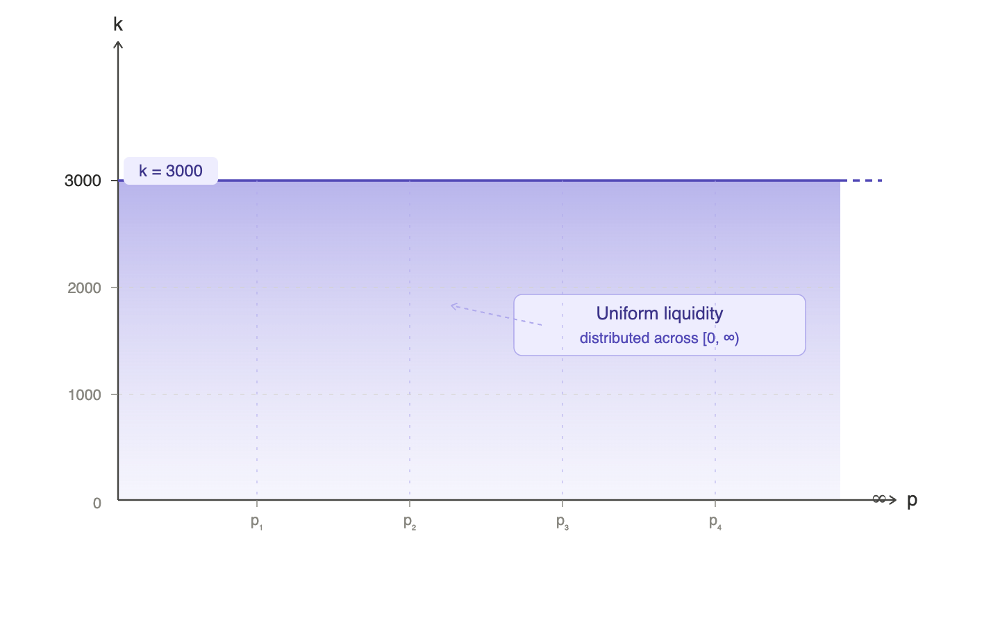 k
k = 3000
3000
2000
Uniform liquidity
distributed across [0, ∞)
1000
0
∞ p
p₁ p₂ p₃ p₄